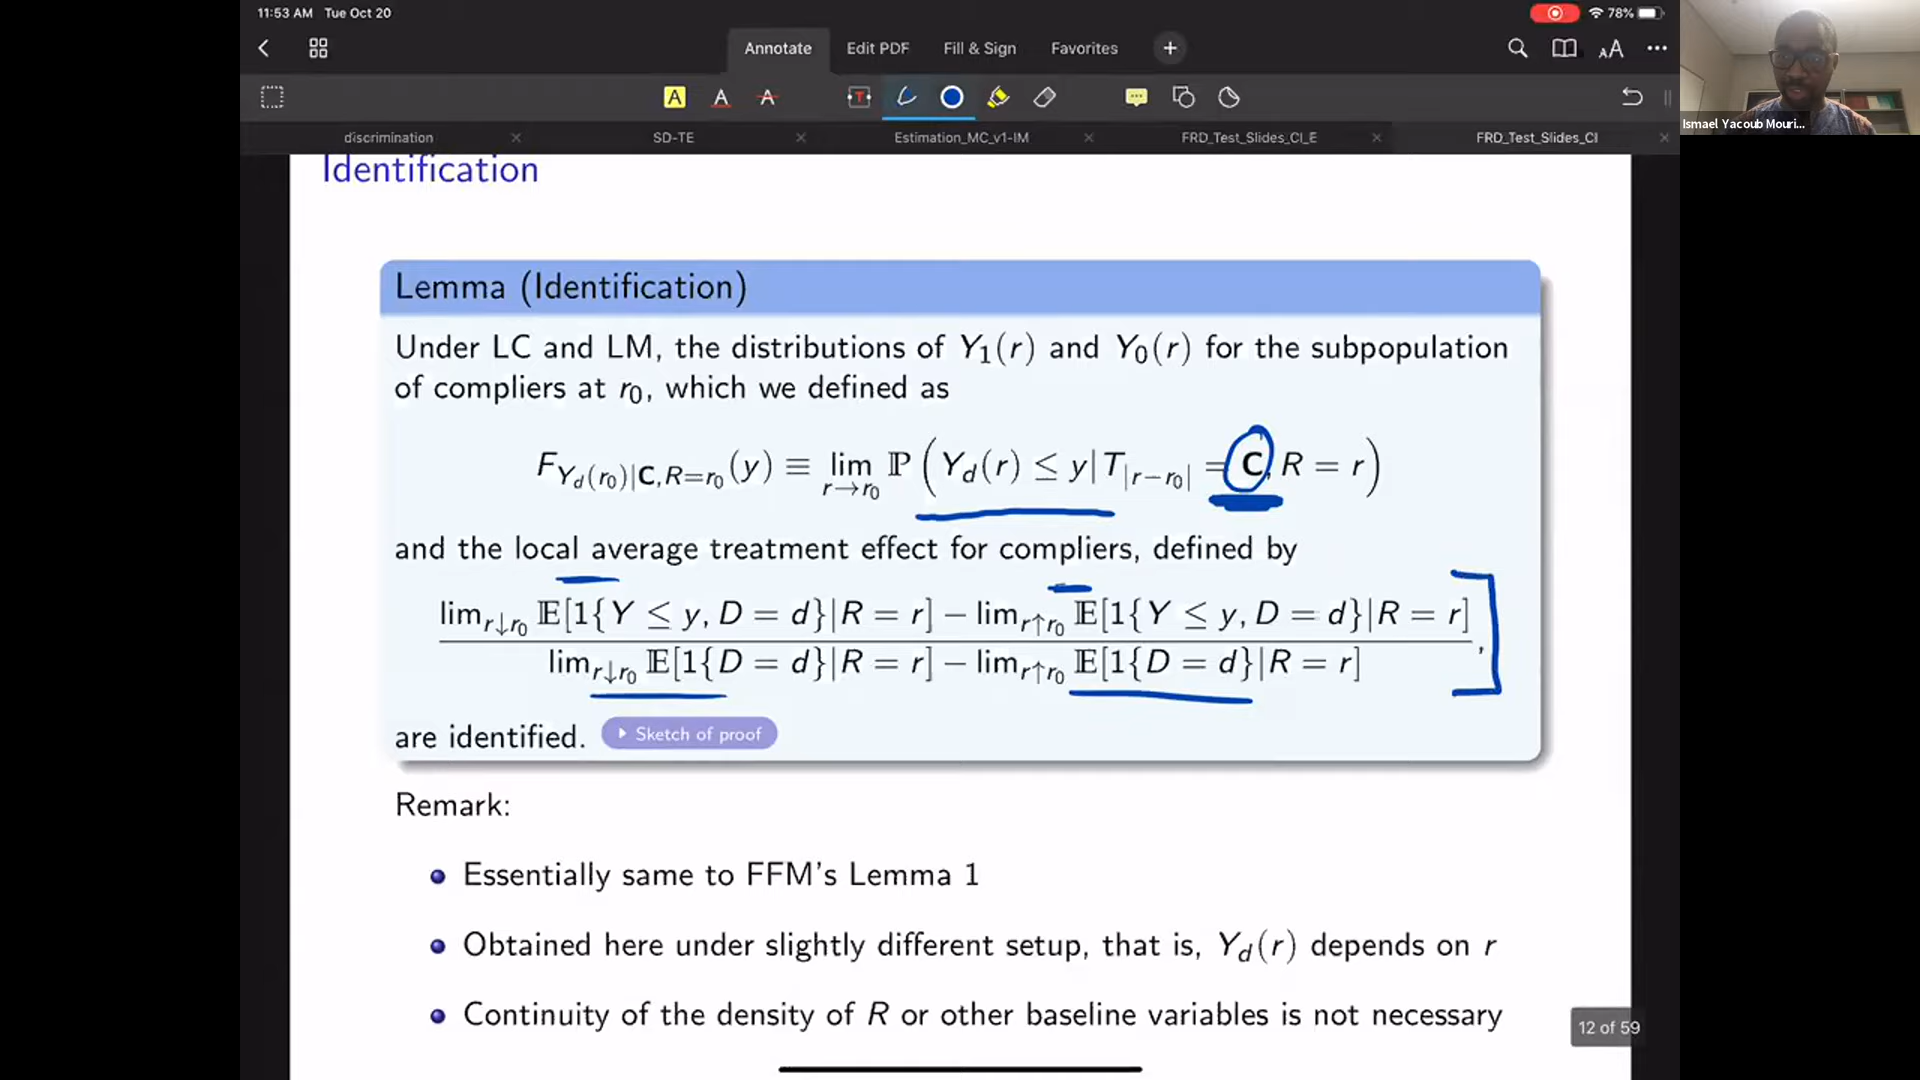 11:53 AM Tue Oct 20
78%
Annotate Edit PDF Fill & Sign Favorites
AA
A A A T
discrimination SD-TE Estimation_MC_v1-IM FRD_Test_Slides_CI_E FRD_Test_Slides_CI
Ismael Yacoub Mouri...
Identification
Lemma (Identification)
Under LC and LM, the distributions of Y₁(r) and Y₀(r) for the subpopulation
of compliers at r₀, which we defined as
F_{Y_d(r₀)|C,R=r₀}(y) ≡ lim_{r→r₀} ℙ(Y_d(r) ≤ y|T_{|r−r₀|} = C, R = r)
and the local average treatment effect for compliers, defined by
lim_{r↓r₀} 𝔼[1{Y ≤ y, D = d}|R = r] − lim_{r↑r₀} 𝔼[1{Y ≤ y, D = d}|R = r]
lim_{r↓r₀} 𝔼[1{D = d}|R = r] − lim_{r↑r₀} 𝔼[1{D = d}|R = r] ,
are identified. Sketch of proof
Remark:
Essentially same to FFM's Lemma 1
Obtained here under slightly different setup, that is, Y_d(r) depends on r
Continuity of the density of R or other baseline variables is not necessary
12 of 59